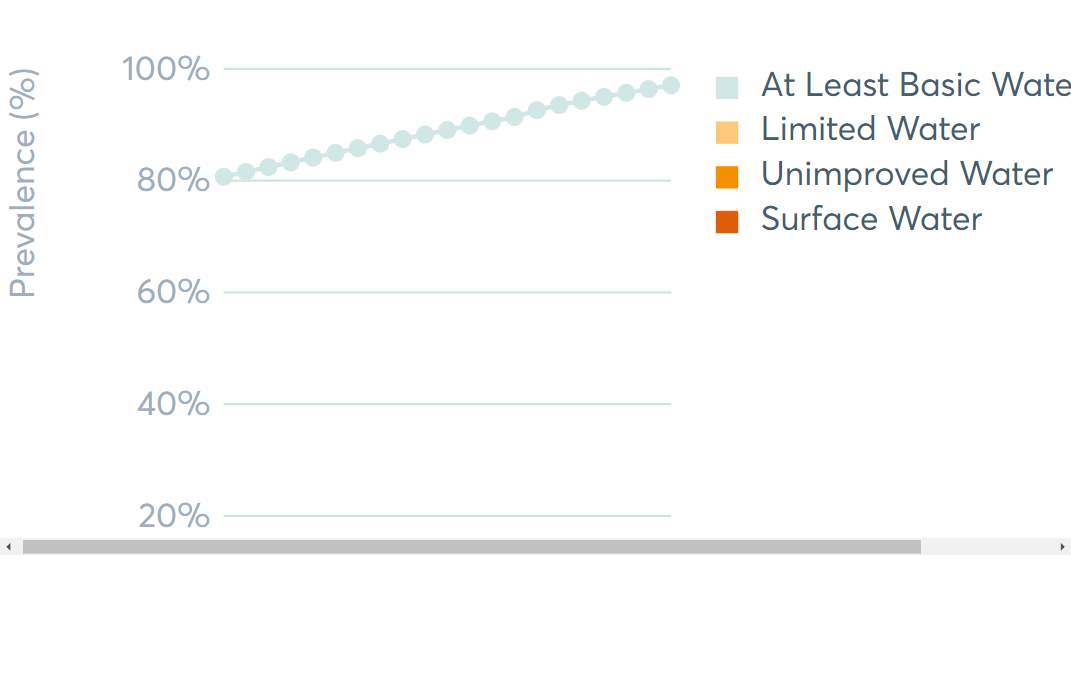 Prevalence (%)
100%
80%
60%
40%
20%
At Least Basic Wate
Limited Water
Unimproved Water
Surface Water